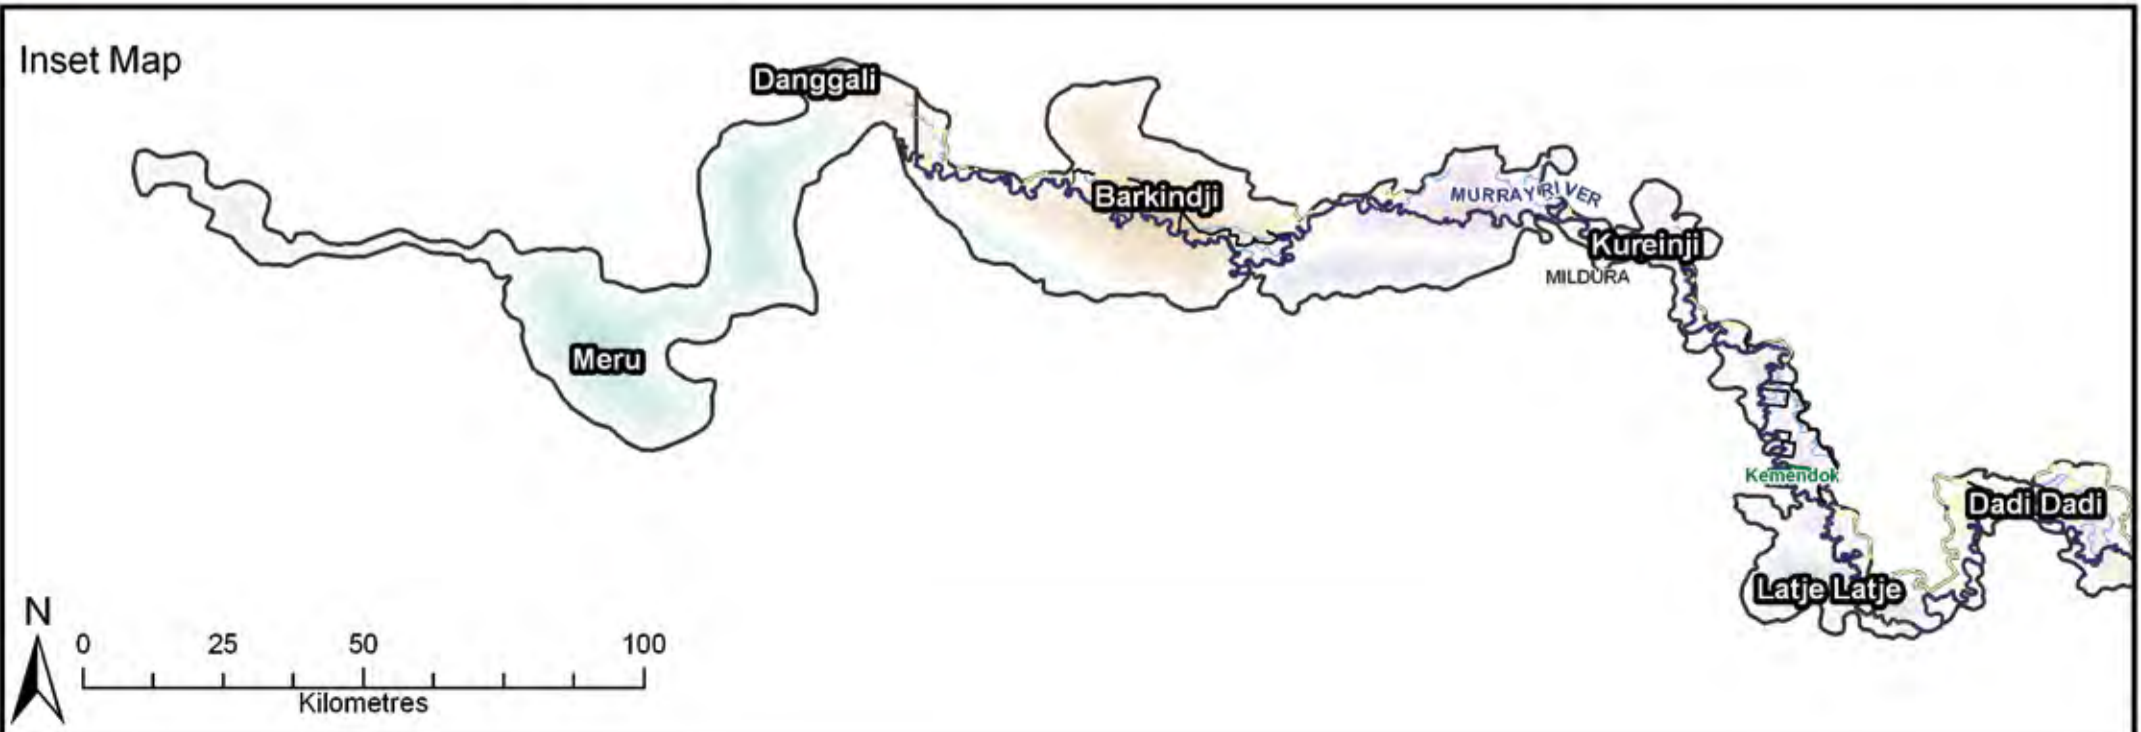 Inset Map
Danggali
Barkindji
MURRAY RIVER
Kureinji
MILDURA
Meru
Kemendok
Dadi Dadi
Latje Latje
N
0 25 50 100
Kilometres